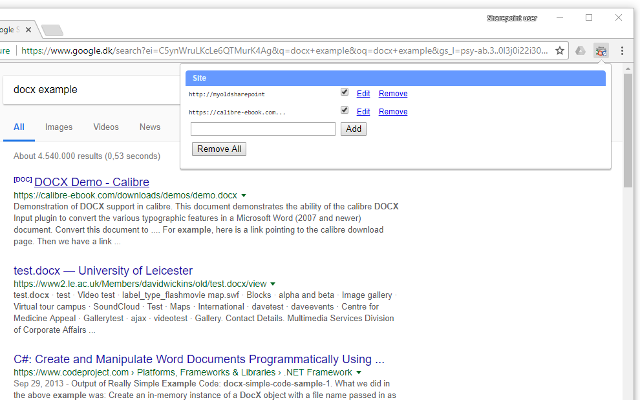 Sharepoint user
oogle S
ure | https://www.google.dk/search?ei=C5ynWruLKcLe6QTMurK4Ag&q=docx+example&oq=docx+example&gs_l=psy-ab.3..0l3j0i22i30...
Site
http://myoldsharepoint Edit Remove
https://calibre-ebook.com... Edit Remove
Add
Remove All
docx example
All Images Videos News
About 4.540.000 results (0,53 seconds)
[DOC] DOCX Demo - Calibre
https://calibre-ebook.com/downloads/demos/demo.docx
Demonstration of DOCX support in calibre. This document demonstrates the ability of the calibre DOCX
Input plugin to convert the various typographic features in a Microsoft Word (2007 and newer)
document. Convert this document to .... For example, here is a link pointing to the calibre download
page. Then we have a link ...
test.docx — University of Leicester
https://www2.le.ac.uk/Members/davidwickins/old/test.docx/view
test.docx · test · Video test · label_type_flashmovie map.swf · Blocks · alpha and beta · Image gallery ·
Virtual tour campus · SoundCloud · Test · Maps · International · davetest · daveevents · Centre for
Medicine Appeal · Gallerytest · ajax · videotest · Gallery. Contact Details. Multimedia Services Division
of Corporate Affairs ...
C#: Create and Manipulate Word Documents Programmatically Using ...
https://www.codeproject.com › Platforms, Frameworks & Libraries › .NET Framework
Sep 29, 2013 - Output of Really Simple Example Code: docx-simple-code-sample-1. What we did in
the above example was: Create an in-memory instance of a DocX object with a file name passed in as